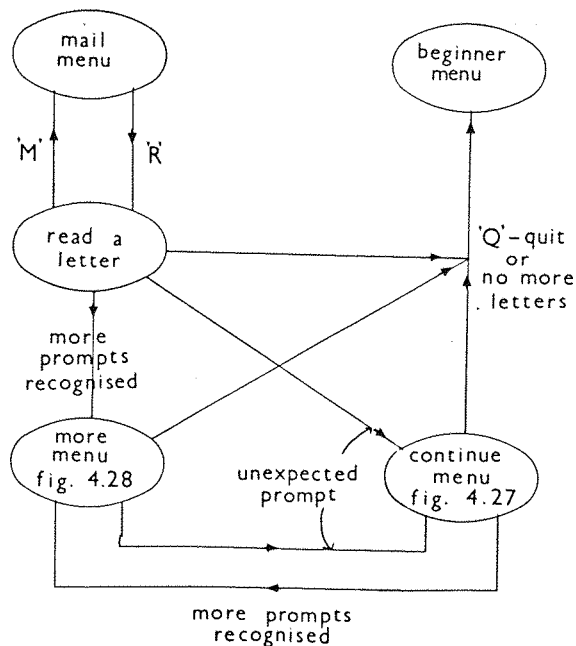 mail
menu
beginner
menu
'M'
'R'
read a
letter
'Q'-quit
or
no more
letters
more
prompts
recognised
more
menu
fig. 4.28
unexpected
prompt
continue
menu
fig. 4.27
more prompts
recognised